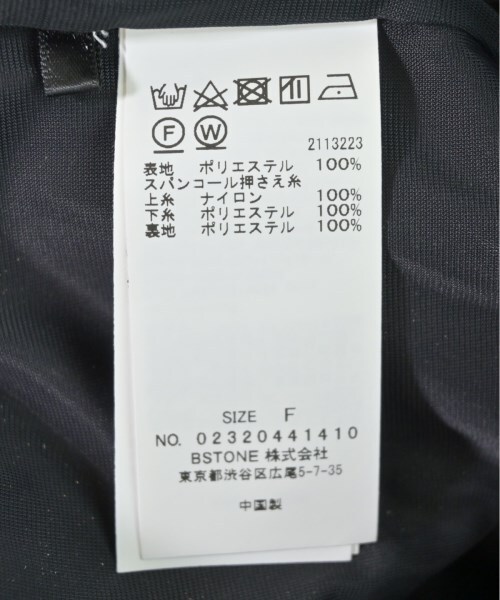 F W
2113223
表地 ポリエステル 100%
スパンコール押さえ糸
上糸 ナイロン 100%
下糸 ポリエステル 100%
裏地 ポリエステル 100%
SIZE F
NO. 02320441410
BSTONE 株式会社
東京都渋谷区広尾5-7-35
中国製